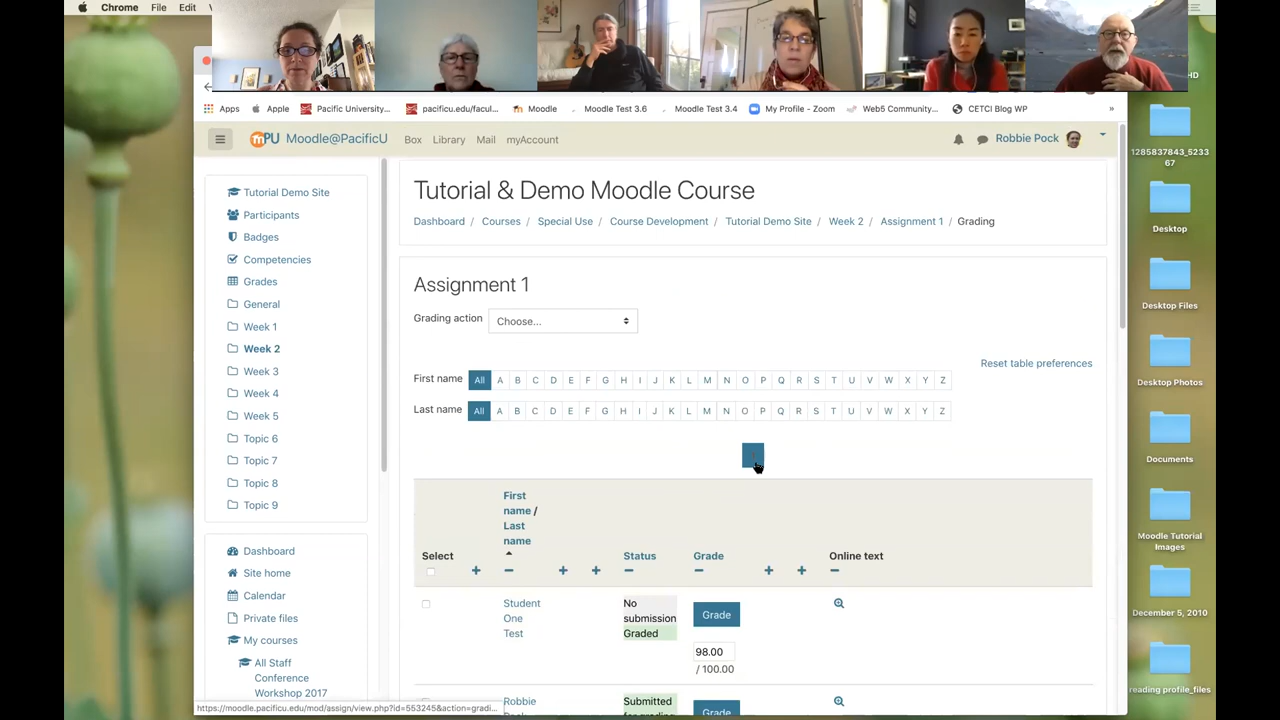 Chrome File Edit
HD
Apps Apple Pacific University... pacificu.edu/facul... Moodle Moodle Test 3.6 Moodle Test 3.4 My Profile - Zoom Web5 Community... CETCI Blog WP »
mPU Moodle@PacificU Box Library Mail myAccount Robbie Pock
Tutorial Demo Site
Participants
Badges
Competencies
Grades
General
Week 1
Week 2
Week 3
Week 4
Week 5
Topic 6
Topic 7
Topic 8
Topic 9
Dashboard
Site home
Calendar
Private files
My courses
All Staff
Conference
Workshop 2017
Tutorial & Demo Moodle Course
Dashboard / Courses / Special Use / Course Development / Tutorial Demo Site / Week 2 / Assignment 1 / Grading
Assignment 1
Grading action Choose...
Reset table preferences
First name All A B C D E F G H I J K L M N O P Q R S T U V W X Y Z
Last name All A B C D E F G H I J K L M N O P Q R S T U V W X Y Z
First
name /
Last
name
Select Status Grade Online text
Student
One
Test
No
submission
Graded
Grade
98.00
/ 100.00
Robbie
Submitted
Grade
https://moodle.pacificu.edu/mod/assign/view.php?id=553245&action=gradi...
1285837843_5233
67
Desktop
Desktop Files
Desktop Photos
Documents
Moodle Tutorial
Images
December 5, 2010
reading profile_files